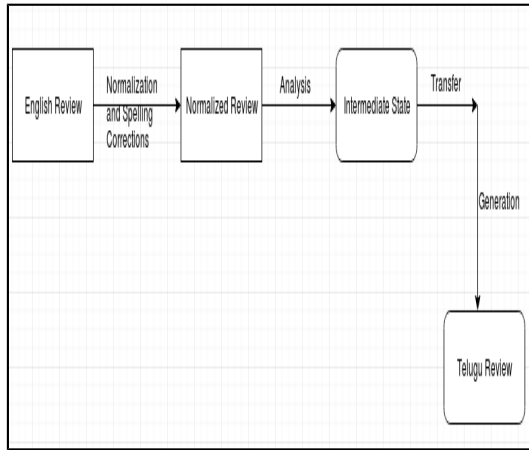 English Review
Normalization
and Spelling
Corrections
Normalized Review
Analysis
Intermediate State
Transfer
Generation
Telugu Review